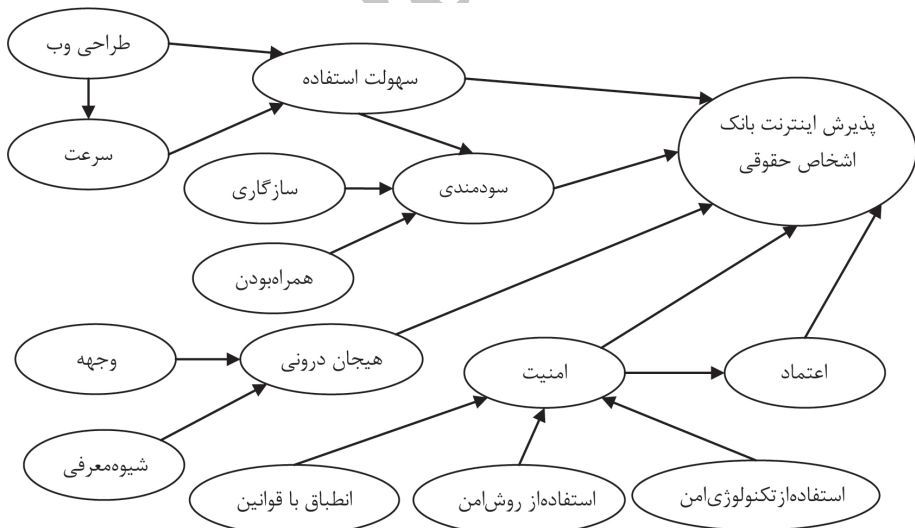 طراحی وب
سهولت استفاده
پذیرش اینترنت بانک
اشخاص حقوقی
سرعت
سازگاری
سودمندی
همراه‌بودن
وجهه
هیجان درونی
امنیت
اعتماد
شیوه‌معرفی
انطباق با قوانین
استفاده‌از روش‌امن
استفاده‌ازتکنولوژی‌امن